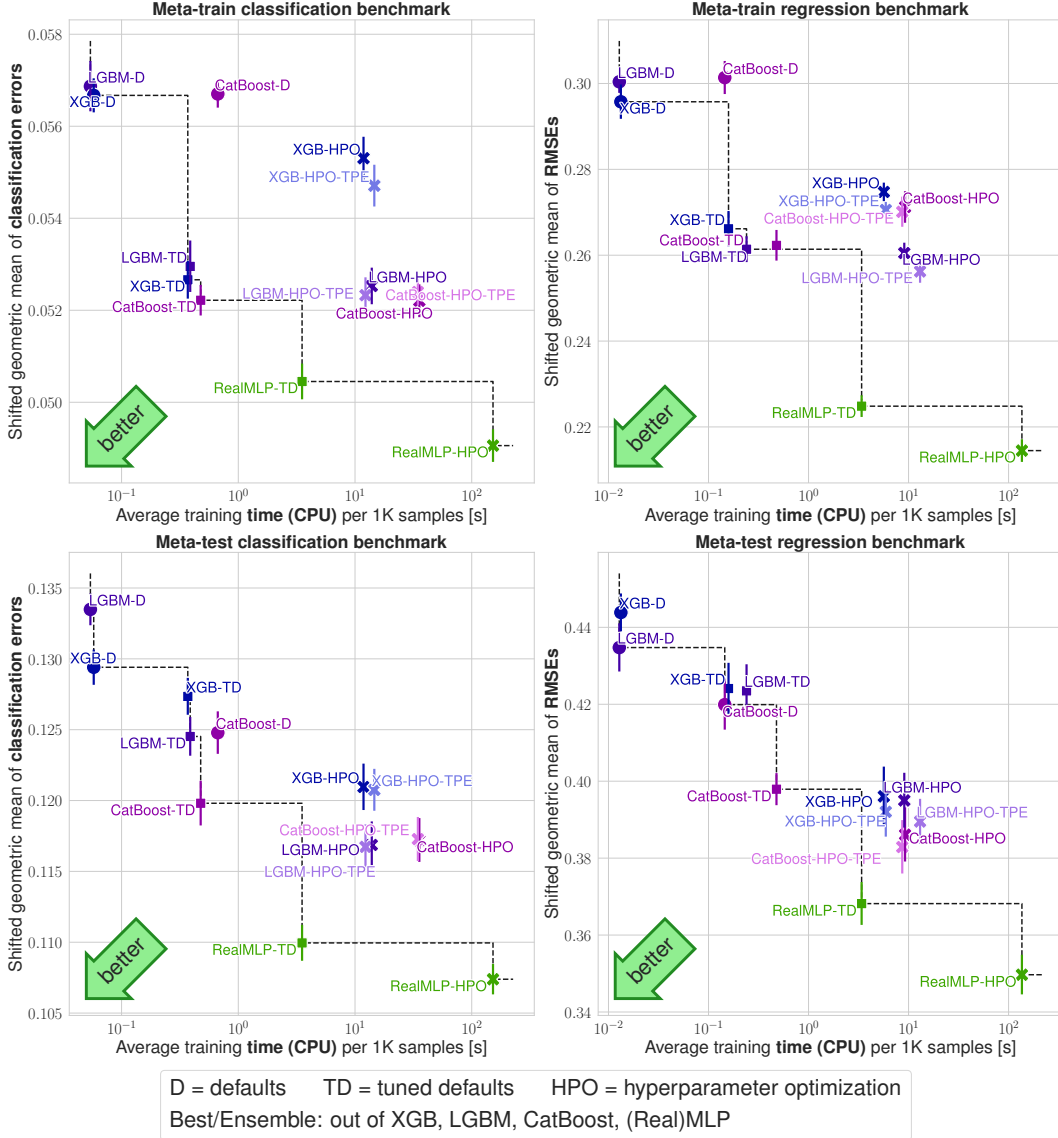 Meta-train classification benchmark
Shifted geometric mean of classification errors
0.058
0.056
0.054
0.052
0.050
LGBM-D
XGB-D
CatBoost-D
XGB-HPO
XGB-HPO-TPE
LGBM-TD
XGB-TD
CatBoost-TD
LGBM-HPO
LGBM-HPO-TPE
CatBoost-HPO-TPE
CatBoost-HPO
RealMLP-TD
RealMLP-HPO
better
10⁻¹ 10⁰ 10¹ 10²
Average training time (CPU) per 1K samples [s]
Meta-train regression benchmark
Shifted geometric mean of RMSEs
0.30
0.28
0.26
0.24
0.22
LGBM-D
CatBoost-D
XGB-D
XGB-HPO
CatBoost-HPO
XGB-HPO-TPE
CatBoost-HPO-TPE
XGB-TD
CatBoost-TD
LGBM-TD
LGBM-HPO
LGBM-HPO-TPE
RealMLP-TD
RealMLP-HPO
better
10⁻² 10⁻¹ 10⁰ 10¹ 10²
Average training time (CPU) per 1K samples [s]
Meta-test classification benchmark
Shifted geometric mean of classification errors
0.135
0.130
0.125
0.120
0.115
0.110
0.105
LGBM-D
XGB-D
XGB-TD
CatBoost-D
LGBM-TD
XGB-HPO
XGB-HPO-TPE
CatBoost-TD
CatBoost-HPO-TPE
LGBM-HPO
CatBoost-HPO
LGBM-HPO-TPE
RealMLP-TD
RealMLP-HPO
better
10⁻¹ 10⁰ 10¹ 10²
Average training time (CPU) per 1K samples [s]
Meta-test regression benchmark
Shifted geometric mean of RMSEs
0.44
0.42
0.40
0.38
0.36
0.34
XGB-D
LGBM-D
XGB-TD
LGBM-TD
CatBoost-D
CatBoost-TD
LGBM-HPO
XGB-HPO
LGBM-HPO-TPE
XGB-HPO-TPE
CatBoost-HPO
CatBoost-HPO-TPE
RealMLP-TD
RealMLP-HPO
better
10⁻² 10⁻¹ 10⁰ 10¹ 10²
Average training time (CPU) per 1K samples [s]
D = defaults TD = tuned defaults HPO = hyperparameter optimization
Best/Ensemble: out of XGB, LGBM, CatBoost, (Real)MLP